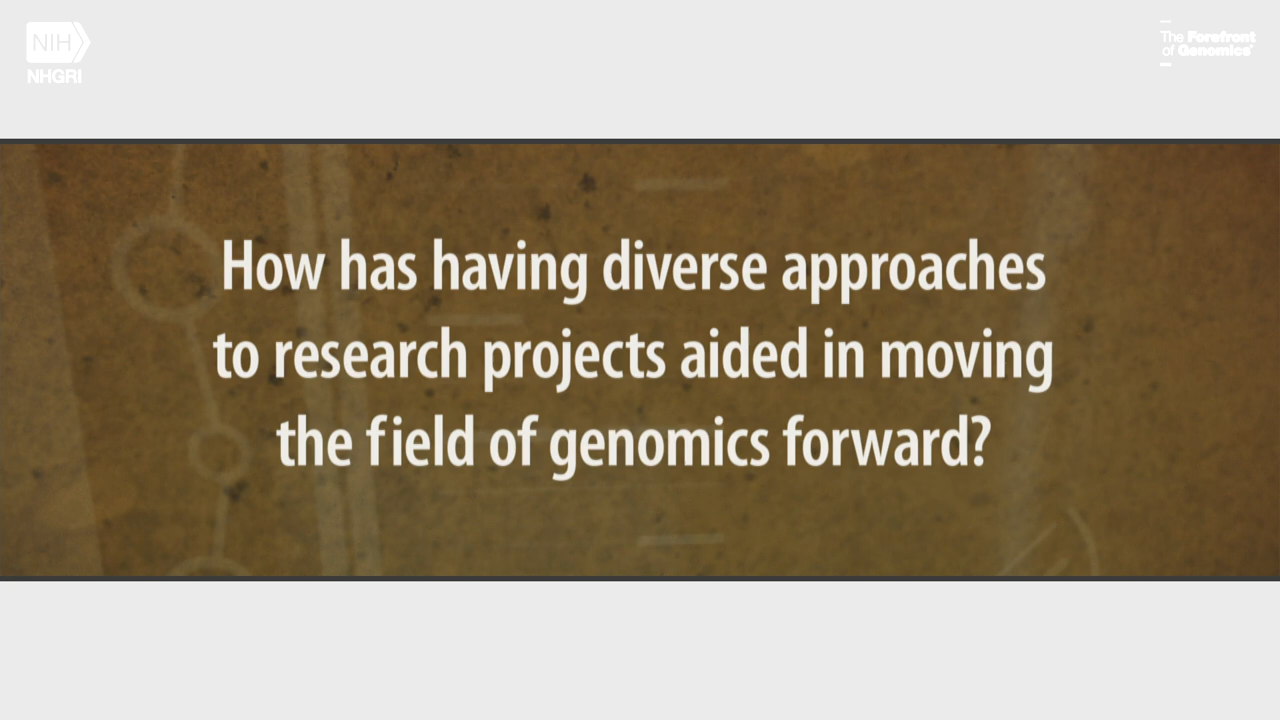 NIH
NHGRI
The Forefront
of Genomics®
How has having diverse approaches
to research projects aided in moving
the field of genomics forward?